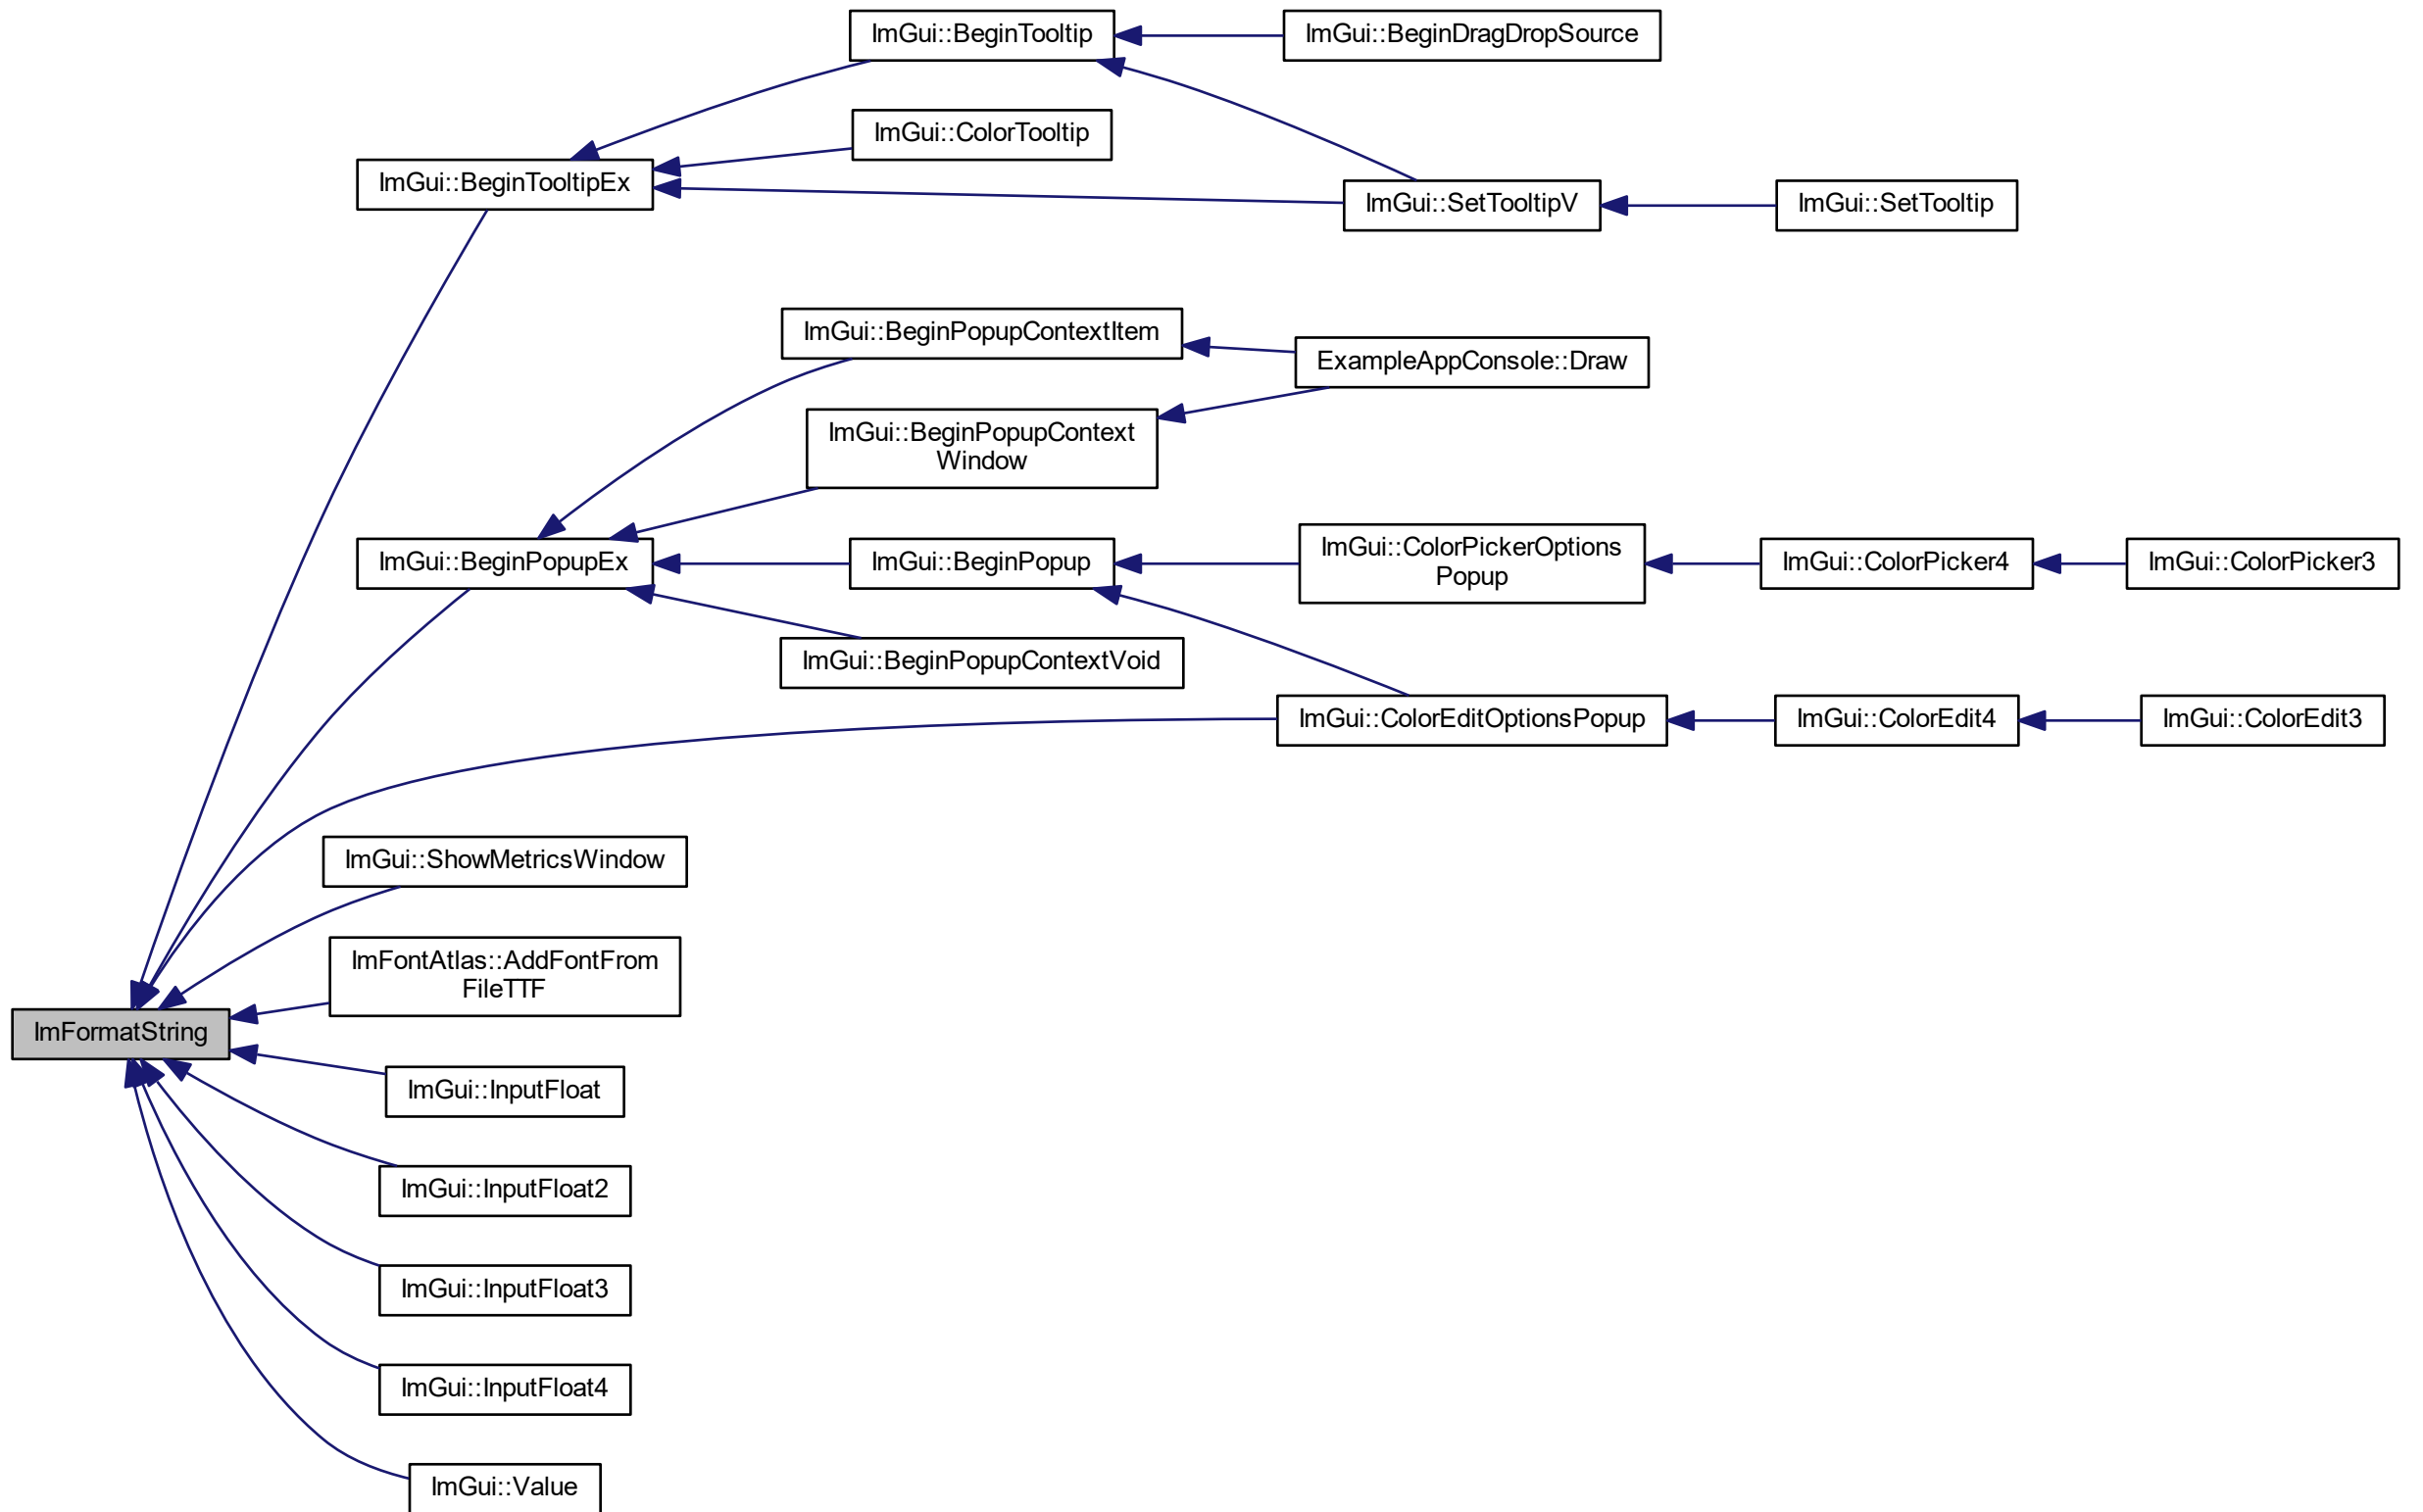 ImGui::BeginTooltip
ImGui::BeginDragDropSource
ImGui::ColorTooltip
ImGui::BeginTooltipEx
ImGui::SetTooltipV
ImGui::SetTooltip
ImGui::BeginPopupContextItem
ExampleAppConsole::Draw
ImGui::BeginPopupContext
Window
ImGui::BeginPopupEx
ImGui::BeginPopup
ImGui::ColorPickerOptions
Popup
ImGui::ColorPicker4
ImGui::ColorPicker3
ImGui::BeginPopupContextVoid
ImGui::ColorEditOptionsPopup
ImGui::ColorEdit4
ImGui::ColorEdit3
ImGui::ShowMetricsWindow
ImFontAtlas::AddFontFrom
FileTTF
ImFormatString
ImGui::InputFloat
ImGui::InputFloat2
ImGui::InputFloat3
ImGui::InputFloat4
ImGui::Value